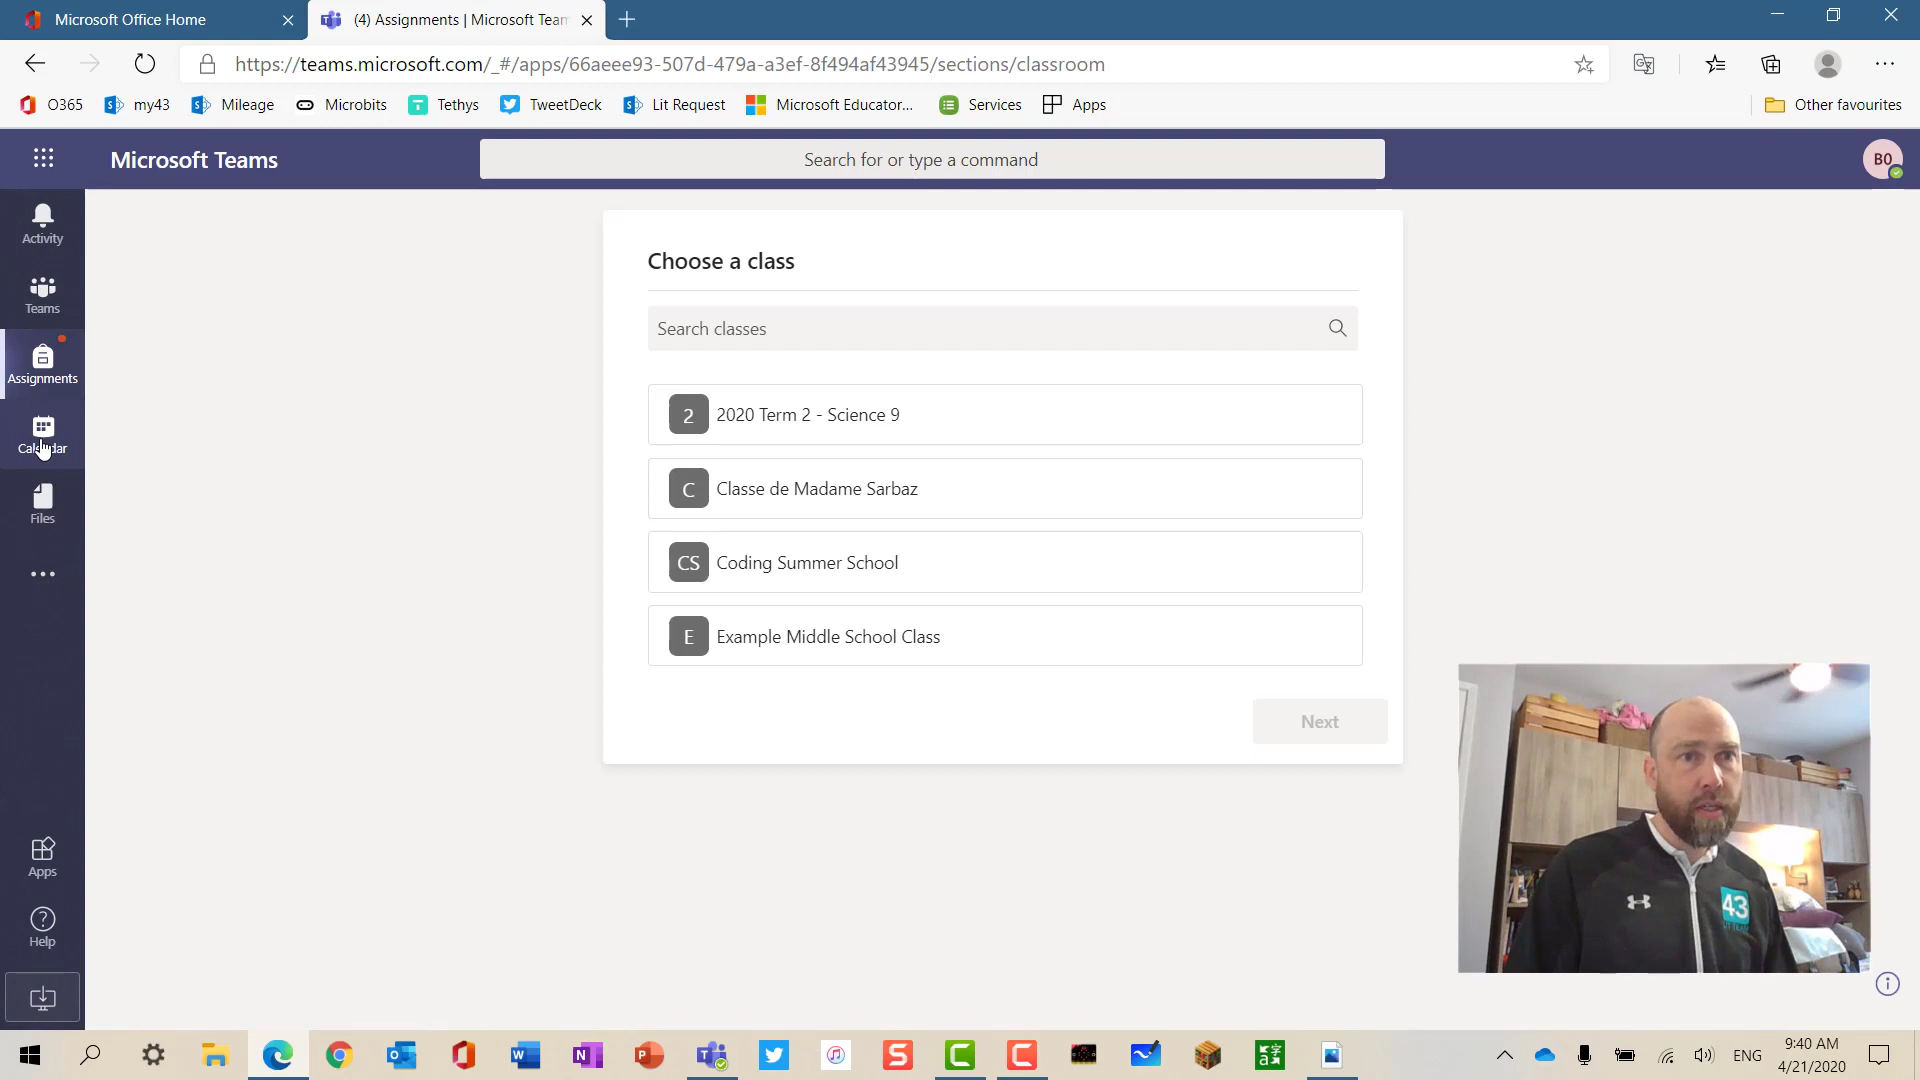 Microsoft Office Home
(4) Assignments | Microsoft Team
https://teams.microsoft.com/_#/apps/66aeee93-507d-479a-a3ef-8f494af43945/sections/classroom
O365 my43 Mileage Microbits Tethys TweetDeck Lit Request Microsoft Educator... Services Apps Other favourites
Microsoft Teams
Search for or type a command
BO
Activity
Teams
Assignments
Calendar
Files
Apps
Help
Choose a class
Search classes
2 2020 Term 2 - Science 9
C Classe de Madame Sarbaz
CS Coding Summer School
E Example Middle School Class
Next
43
ENG
9:40 AM
4/21/2020